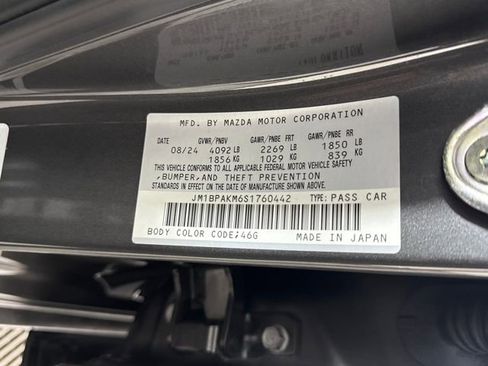 MFD. BY MAZDA MOTOR CORPORATION
DATE GVWR/PNBV GAWR/PNBE FRT GAWR/PNBE RR
08/24 4092 LB 2269 LB 1850 LB
1856 KG 1029 KG 839 KG
THIS VEHICLE CONFORMS TO ALL APPLICABLE FEDERAL MOTOR VEHICLE SAFETY
BUMPER, AND THEFT PREVENTION
STANDARDS IN EFFECT ON THE DATE OF MANUFACTURE SHOWN ABOVE.
JM1BPAKM6S1760442 TYPE: PASS CAR
BODY COLOR CODE: 46G MADE IN JAPAN